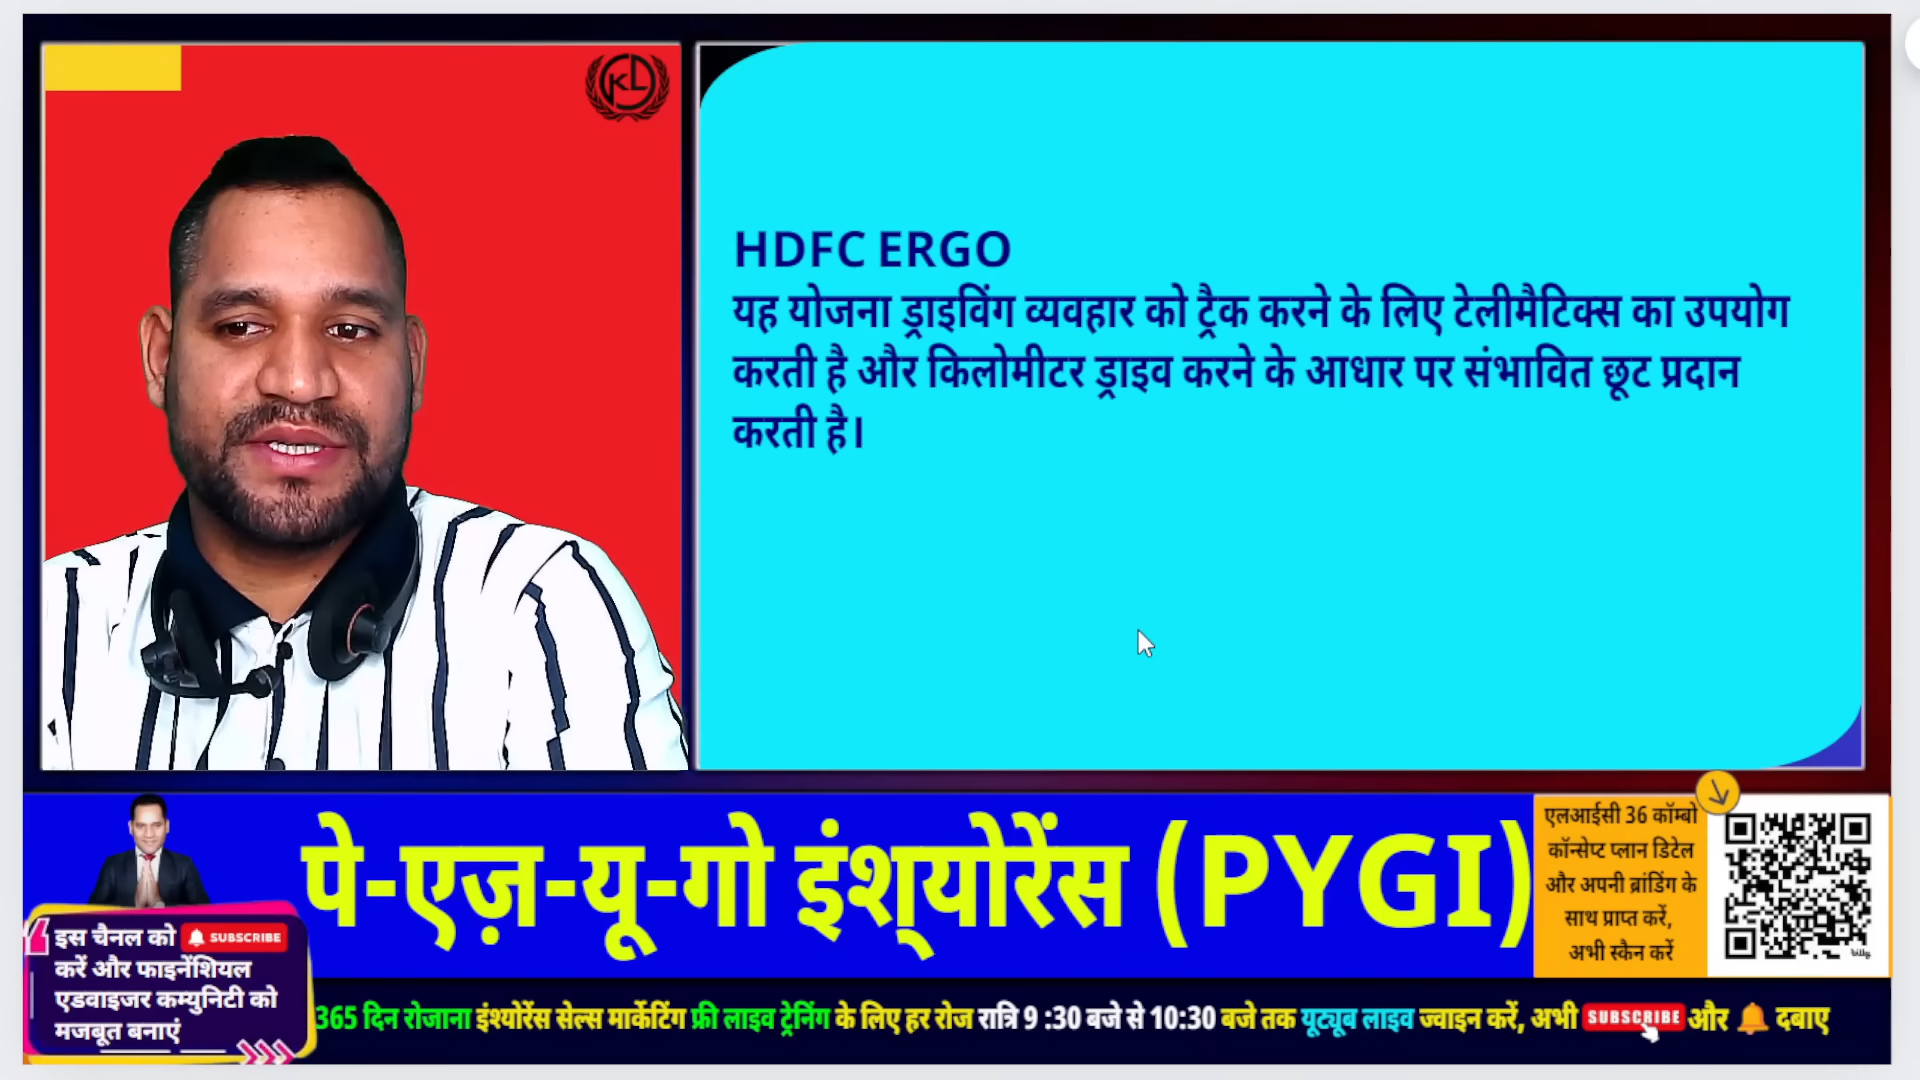 KD
HDFC ERGO
यह योजना ड्राइविंग व्यवहार को ट्रैक करने के लिए टेलीमैटिक्स का उपयोग
करती है और किलोमीटर ड्राइव करने के आधार पर संभावित छूट प्रदान
करती है।
पे-एज़-यू-गो इंश्योरेंस (PYGI)
एलआईसी 36 कॉम्बो
कॉन्सेप्ट प्लान डिटेल
और अपनी ब्रांडिंग के
साथ प्राप्त करें,
अभी स्कैन करें
bitly
इस चैनल को SUBSCRIBE
करें और फाइनेंशियल
एडवाइजर कम्युनिटी को
मजबूत बनाएं
365 दिन रोजाना इंश्योरेंस सेल्स मार्केटिंग फ्री लाइव ट्रेनिंग के लिए हर रोज रात्रि 9 :30 बजे से 10:30 बजे तक यूट्यूब लाइव ज्वाइन करें, अभी SUBSCRIBE और दबाए